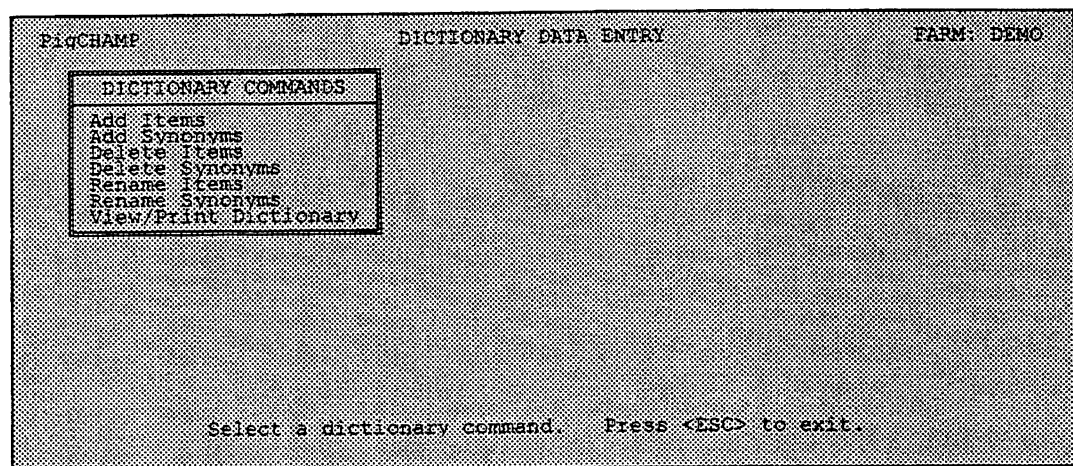 PigCHAMP DICTIONARY DATA ENTRY FARM: DEMO
DICTIONARY COMMANDS
Add Items
Add Synonyms
Delete Items
Delete Synonyms
Rename Items
Rename Synonyms
View/Print Dictionary
Select a dictionary command. Press <ESC> to exit.